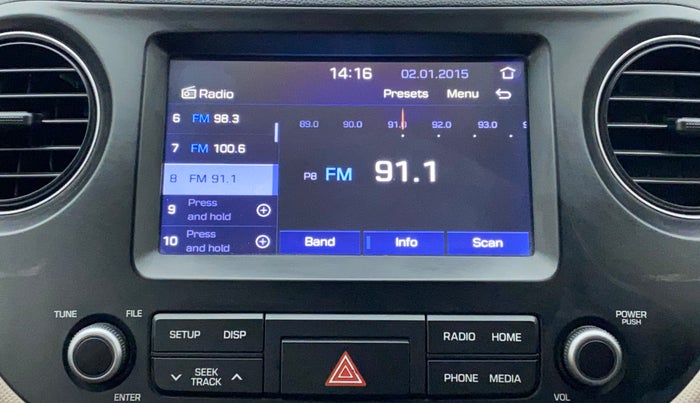 14:16 02.01.2015
Radio Presets Menu
6 FM 98.3
7 FM 100.6
8 FM 91.1
9 Press and hold
10 Press and hold
89.0 90.0 91.0 92.0 93.0 9
P8 FM 91.1
Band Info Scan
TUNE FILE
ENTER
SETUP DISP
SEEK
TRACK
RADIO HOME
PHONE MEDIA
POWER
PUSH
VOL